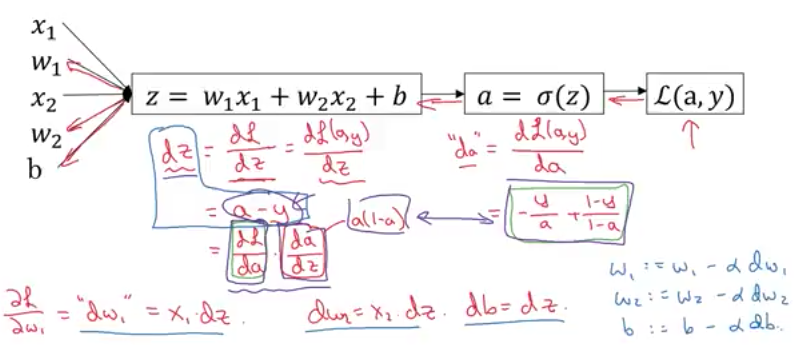 x₁
w₁
x₂
w₂
b
z = w₁x₁ + w₂x₂ + b
a = σ(z)
ℒ(a, y)
dz = dℒ/dz = dℒ(a,y)/dz
"da" = dℒ(a,y)/da
= a - y
a(1-a)
= -y/a + (1-y)/(1-a)
= dℒ/da · da/dz
∂ℒ/∂w₁ = "dw₁" = x₁·dz.
dw₂ = x₂·dz.
db = dz.
w₁ := w₁ - α dw₁
w₂ := w₂ - α dw₂
b := b - α db.